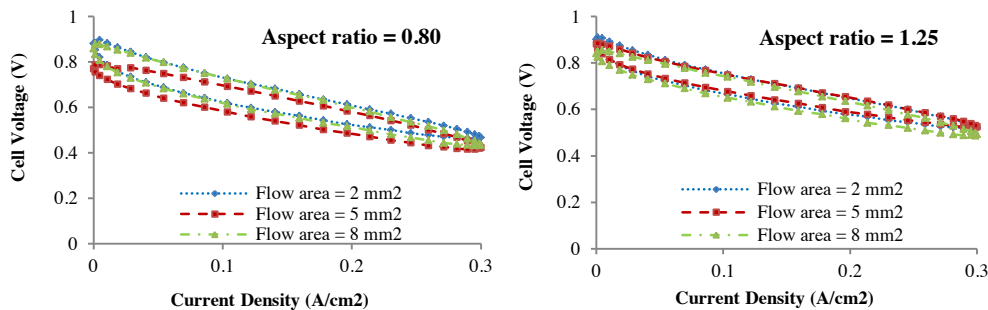 Aspect ratio = 0.80
Cell Voltage (V)
1
0.8
0.6
0.4
0.2
0
Flow area = 2 mm2
Flow area = 5 mm2
Flow area = 8 mm2
0
0.1
0.2
0.3
Current Density (A/cm2)
Aspect ratio = 1.25
Cell Voltage (V)
1
0.8
0.6
0.4
0.2
0
Flow area = 2 mm2
Flow area = 5 mm2
Flow area = 8 mm2
0
0.1
0.2
0.3
Current Density (A/cm2)